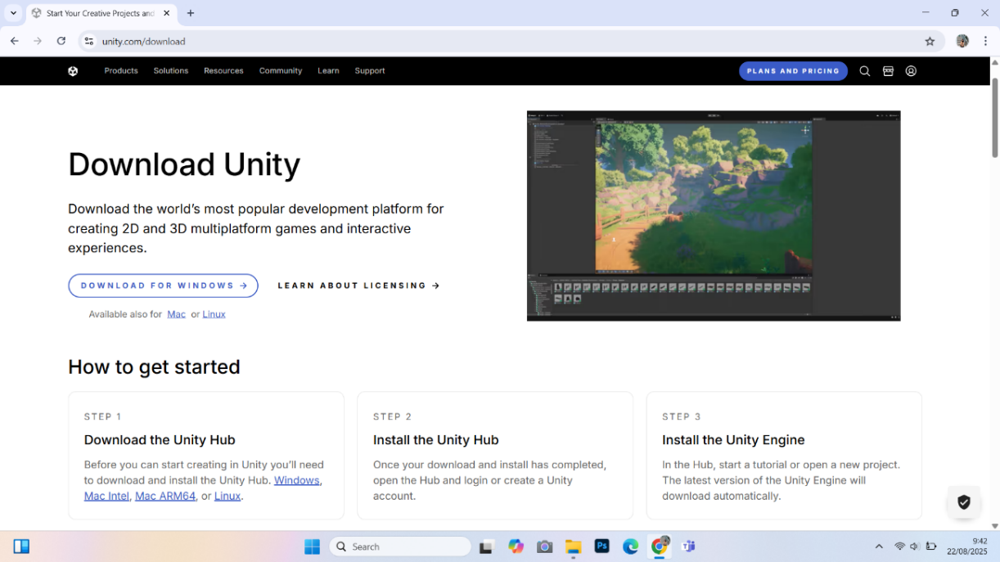 Start Your Creative Projects and
unity.com/download
Products
Solutions
Resources
Community
Learn
Support
PLANS AND PRICING
Download Unity
Download the world’s most popular development platform for
creating 2D and 3D multiplatform games and interactive
experiences.
DOWNLOAD FOR WINDOWS →
LEARN ABOUT LICENSING →
Available also for Mac or Linux
How to get started
STEP 1
Download the Unity Hub
Before you can start creating in Unity you’ll need
to download and install the Unity Hub. Windows,
Mac Intel, Mac ARM64, or Linux.
STEP 2
Install the Unity Hub
Once your download and install has completed,
open the Hub and login or create a Unity
account.
STEP 3
Install the Unity Engine
In the Hub, start a tutorial or open a new project.
The latest version of the Unity Engine will
download automatically.
Search
Ps
9:42
22/08/2025